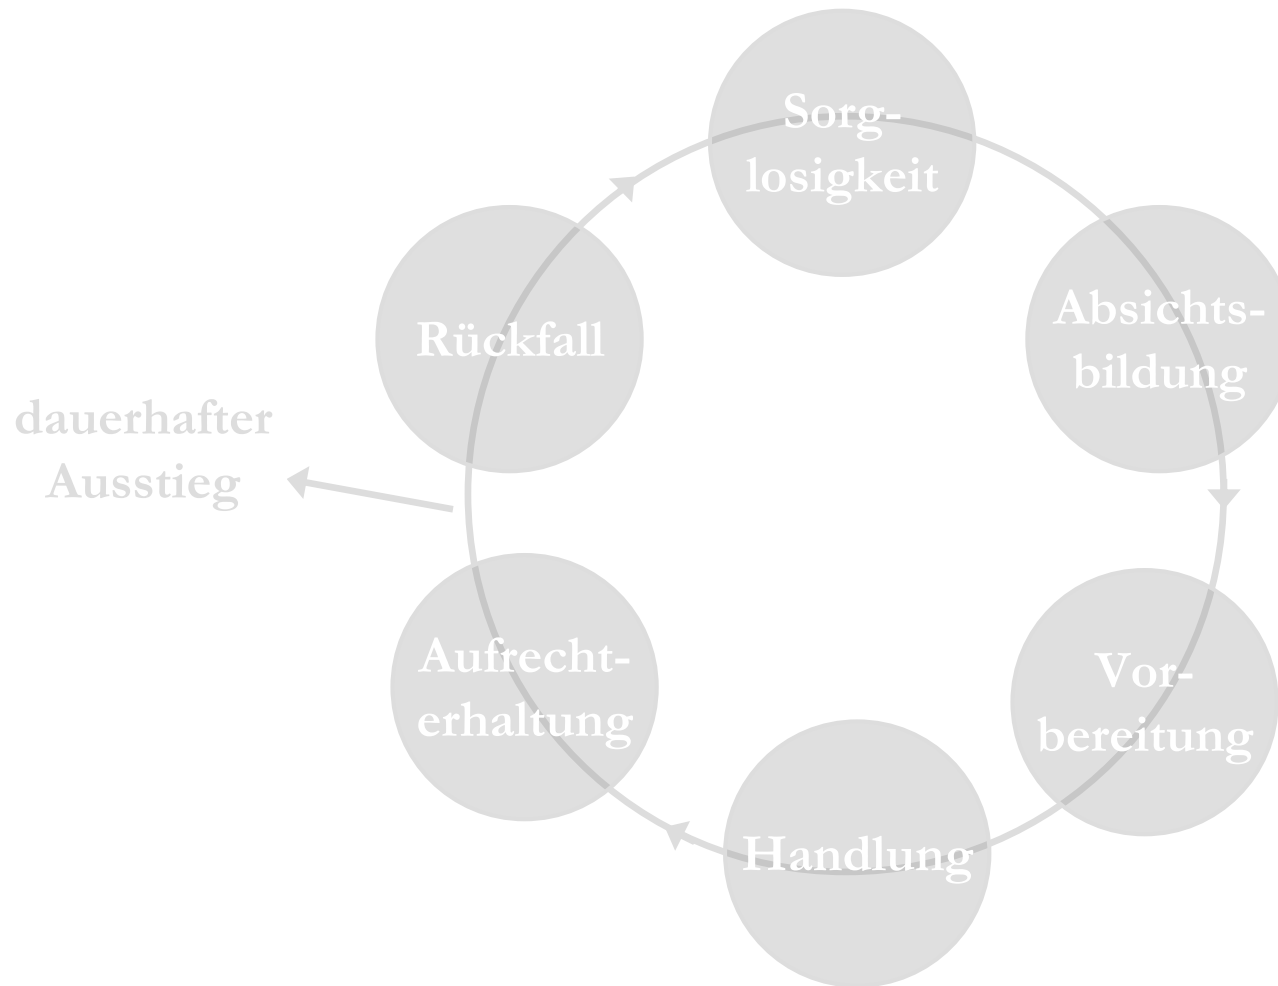 Sorg-
losigkeit
Absichts-
bildung
Vor-
bereitung
Handlung
Aufrecht-
erhaltung
Rückfall
dauerhafter
Ausstieg